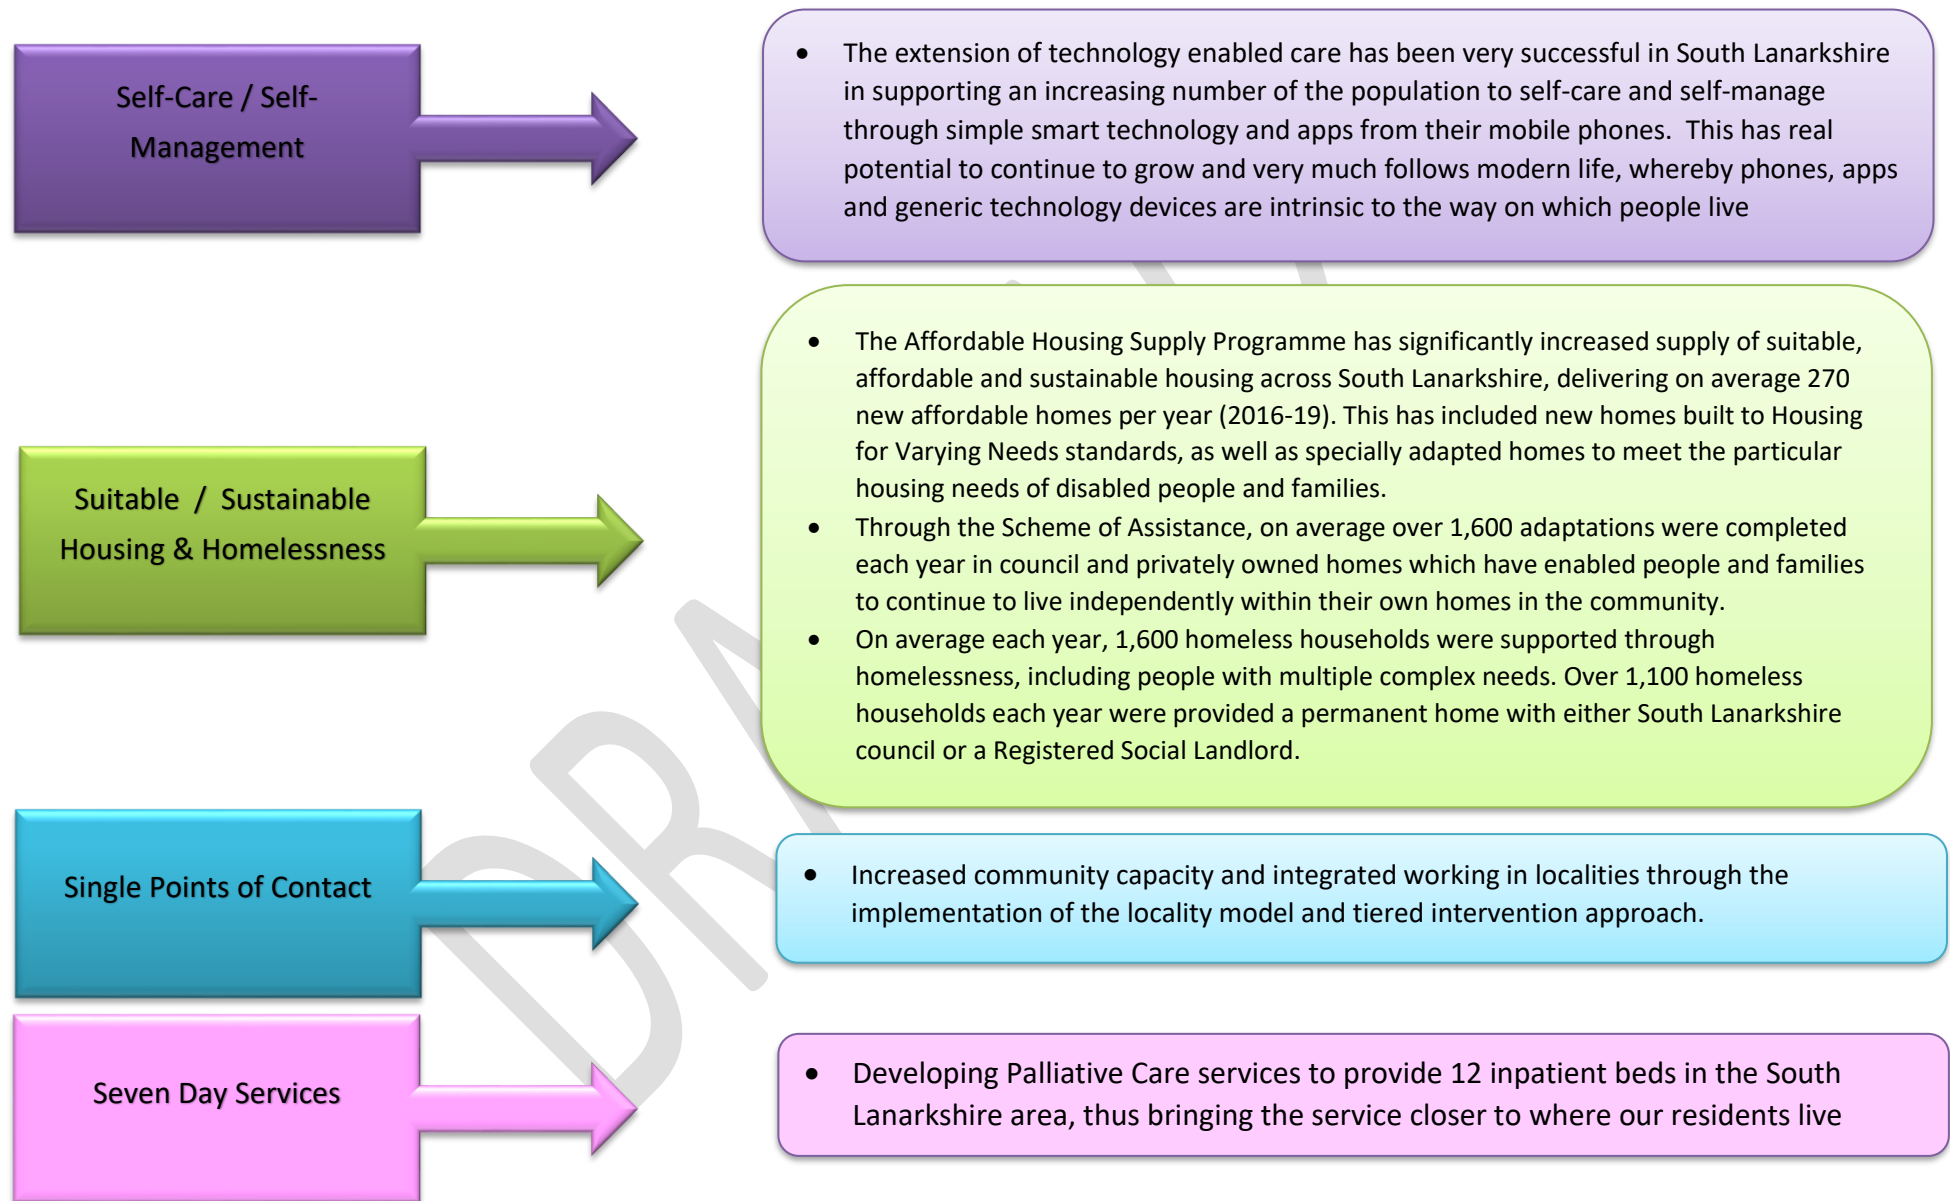 Self-Care / Self-
Management
• The extension of technology enabled care has been very successful in South Lanarkshire
in supporting an increasing number of the population to self-care and self-manage
through simple smart technology and apps from their mobile phones.  This has real
potential to continue to grow and very much follows modern life, whereby phones, apps
and generic technology devices are intrinsic to the way on which people live
Suitable / Sustainable
Housing & Homelessness
• The Affordable Housing Supply Programme has significantly increased supply of suitable,
affordable and sustainable housing across South Lanarkshire, delivering on average 270
new affordable homes per year (2016-19). This has included new homes built to Housing
for Varying Needs standards, as well as specially adapted homes to meet the particular
housing needs of disabled people and families.
• Through the Scheme of Assistance, on average over 1,600 adaptations were completed
each year in council and privately owned homes which have enabled people and families
to continue to live independently within their own homes in the community.
• On average each year, 1,600 homeless households were supported through
homelessness, including people with multiple complex needs. Over 1,100 homeless
households each year were provided a permanent home with either South Lanarkshire
council or a Registered Social Landlord.
Single Points of Contact
• Increased community capacity and integrated working in localities through the
implementation of the locality model and tiered intervention approach.
Seven Day Services
• Developing Palliative Care services to provide 12 inpatient beds in the South
Lanarkshire area, thus bringing the service closer to where our residents live